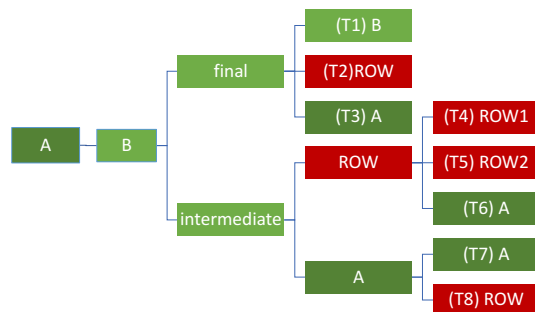 (T1) B
final
(T2)ROW
(T3) A
(T4) ROW1
A
B
ROW
(T5) ROW2
intermediate
(T6) A
(T7) A
A
(T8) ROW